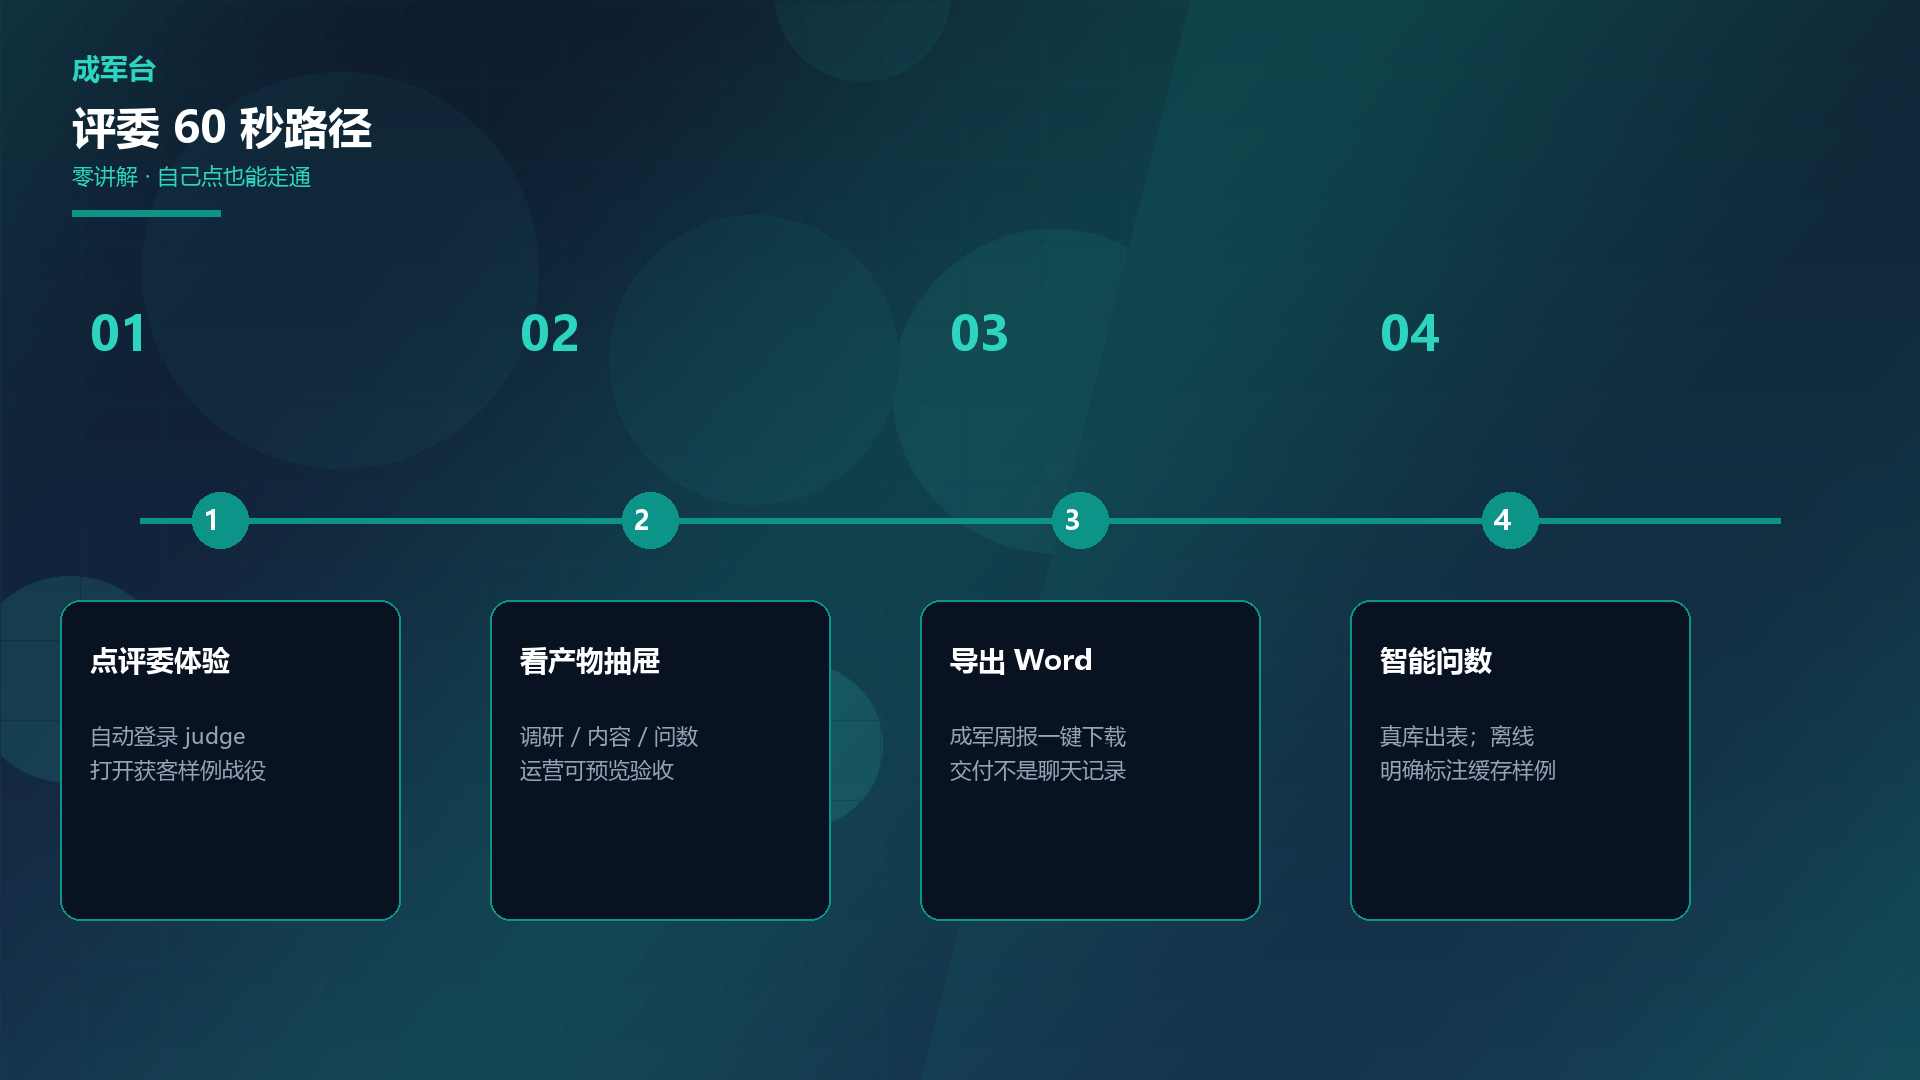 成军台
评委 60 秒路径
零讲解 · 自己点也能走通
01
02
03
04
1
2
3
4
点评委体验
自动登录 judge
打开获客样例战役
看产物抽屉
调研 / 内容 / 问数
运营可预览验收
导出 Word
成军周报一键下载
交付不是聊天记录
智能问数
真库出表；离线
明确标注缓存样例